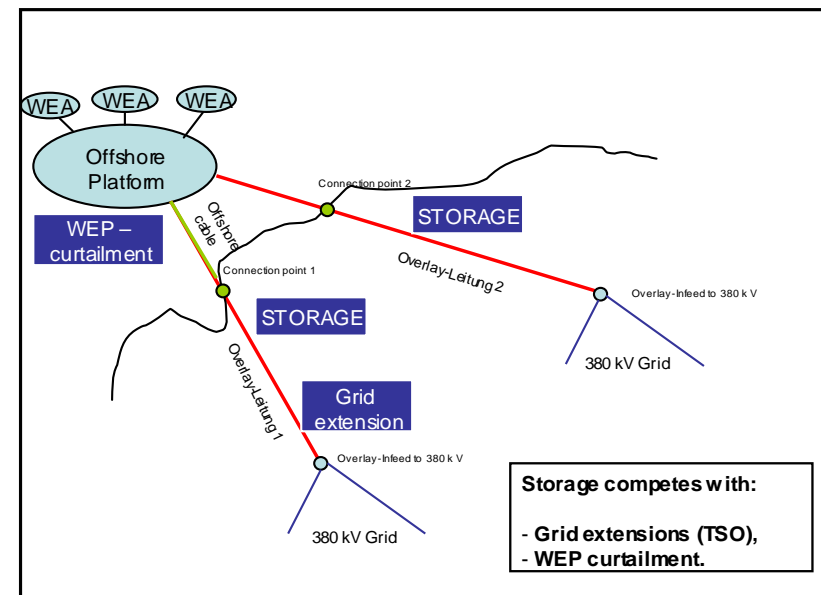 WEA
WEA
WEA
Offshore
Platform
WEP –
curtailment
Offshore
cable
Connection point 2
STORAGE
Overlay-Leitung 2
Connection point 1
STORAGE
Overlay-Infeed to 380 k V
380 kV Grid
Overlay-Leitung 1
Grid
extension
Overlay-Infeed to 380 k V
380 kV Grid
Storage competes with:
- Grid extensions (TSO),
- WEP curtailment.